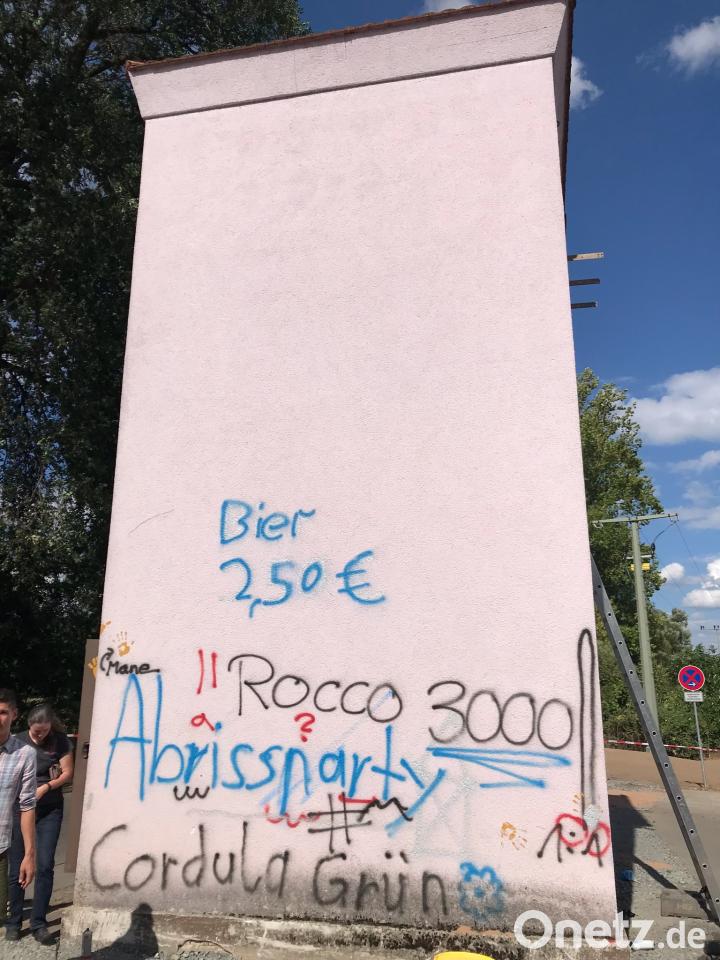 Bier
2,50 €
Mane
Rocco 3000
Abrissparty
#
Cordula Grün
Onetz.de